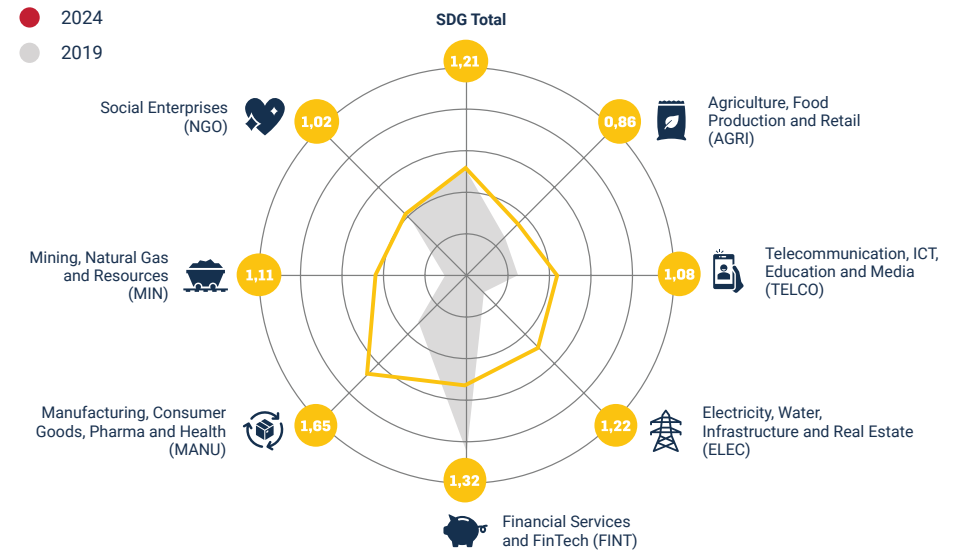 2024
2019
SDG Total
1,21
Social Enterprises
(NGO)
1,02
0,86
Agriculture, Food
Production and Retail
(AGRI)
Mining, Natural Gas
and Resources
(MIN)
1,11
1,08
Telecommunication, ICT,
Education and Media
(TELCO)
Manufacturing, Consumer
Goods, Pharma and Health
(MANU)
1,65
1,22
Electricity, Water,
Infrastructure and Real Estate
(ELEC)
1,32
Financial Services
and FinTech (FINT)